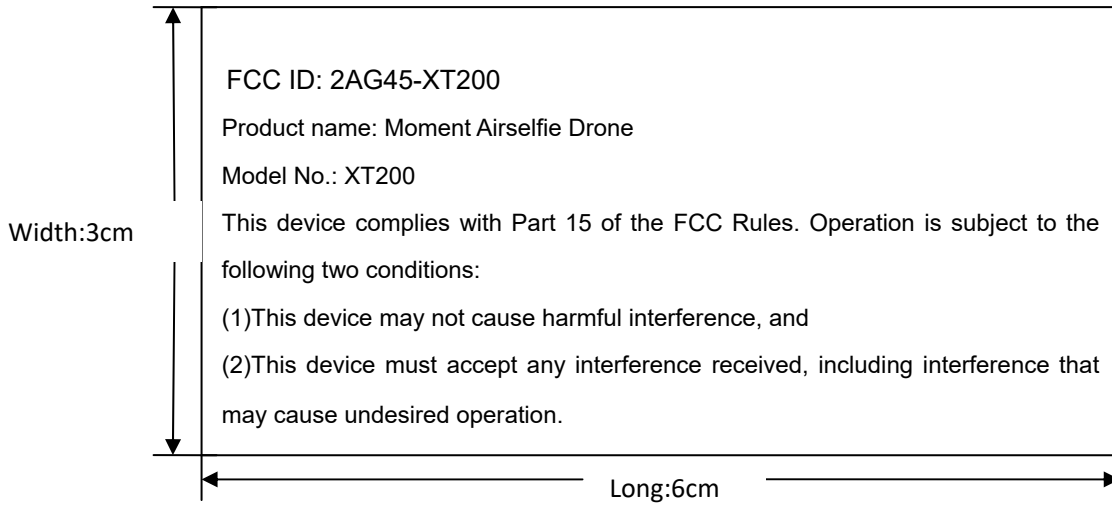 FCC ID: 2AG45-XT200
Product name: Moment Airselfie Drone
Model No.: XT200
Width:3cm
This device complies with Part 15 of the FCC Rules. Operation is subject to the
following two conditions:
(1)This device may not cause harmful interference, and
(2)This device must accept any interference received, including interference that
may cause undesired operation.
Long:6cm